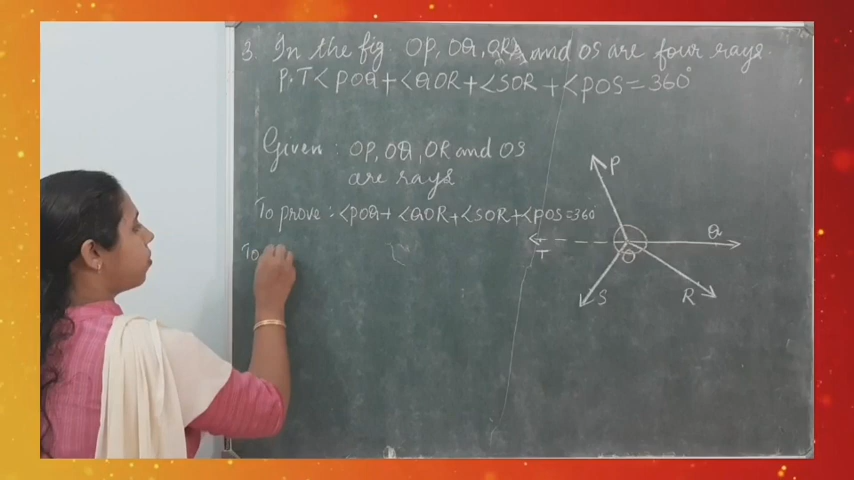 3. In the fig. OP, OQ, OR, and OS are four rays.
P.T <POQ+<QOR+<SOR+<POS=360°
Given : OP, OQ, OR and OS
are rays
To prove : <POQ+ <QOR+<SOR+<POS=360°
To
P
Q
T
O
S
R